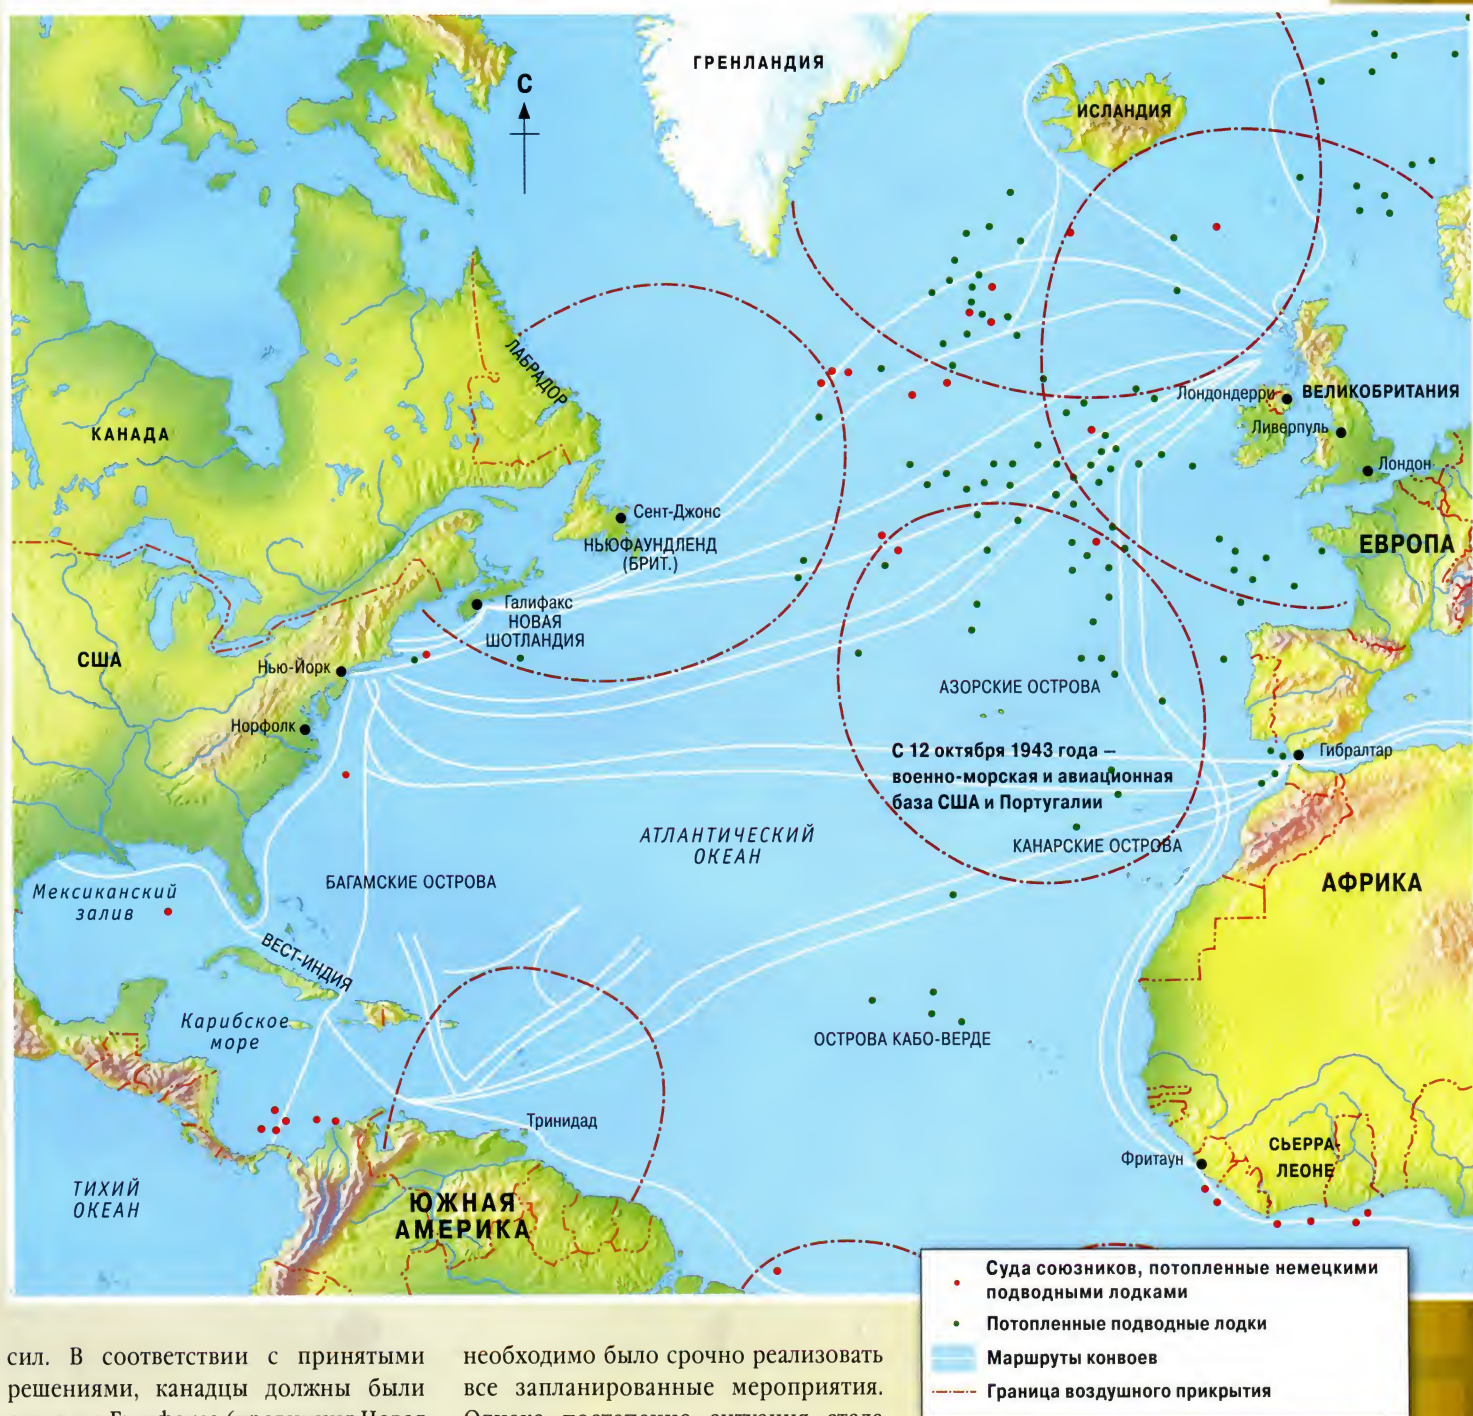 ГРЕНЛАНДИЯ
С
ИСЛАНДИЯ
ЛАБРАДОР
КАНАДА
Лондондерри
ВЕЛИКОБРИТАНИЯ
Ливерпуль
Лондон
Сент-Джонс
НЬЮФАУНДЛЕНД
(БРИТ.)
ЕВРОПА
Галифакс
НОВАЯ
ШОТЛАНДИЯ
США
Нью-Йорк
Норфолк
АЗОРСКИЕ ОСТРОВА
С 12 октября 1943 года –
военно-морская и авиационная
база США и Португалии
Гибралтар
АТЛАНТИЧЕСКИЙ
ОКЕАН
КАНАРСКИЕ ОСТРОВА
Мексиканский
залив
БАГАМСКИЕ ОСТРОВА
АФРИКА
ВЕСТ-ИНДИЯ
Карибское
море
ОСТРОВА КАБО-ВЕРДЕ
Тринидад
Фритаун
СЬЕРРА-
ЛЕОНЕ
ТИХИЙ
ОКЕАН
ЮЖНАЯ
АМЕРИКА
Суда союзников, потопленные немецкими
подводными лодками
Потопленные подводные лодки
Маршруты конвоев
Граница воздушного прикрытия
сил. В соответствии с принятыми
решениями, канадцы должны были
необходимо было срочно реализовать
все запланированные мероприятия.